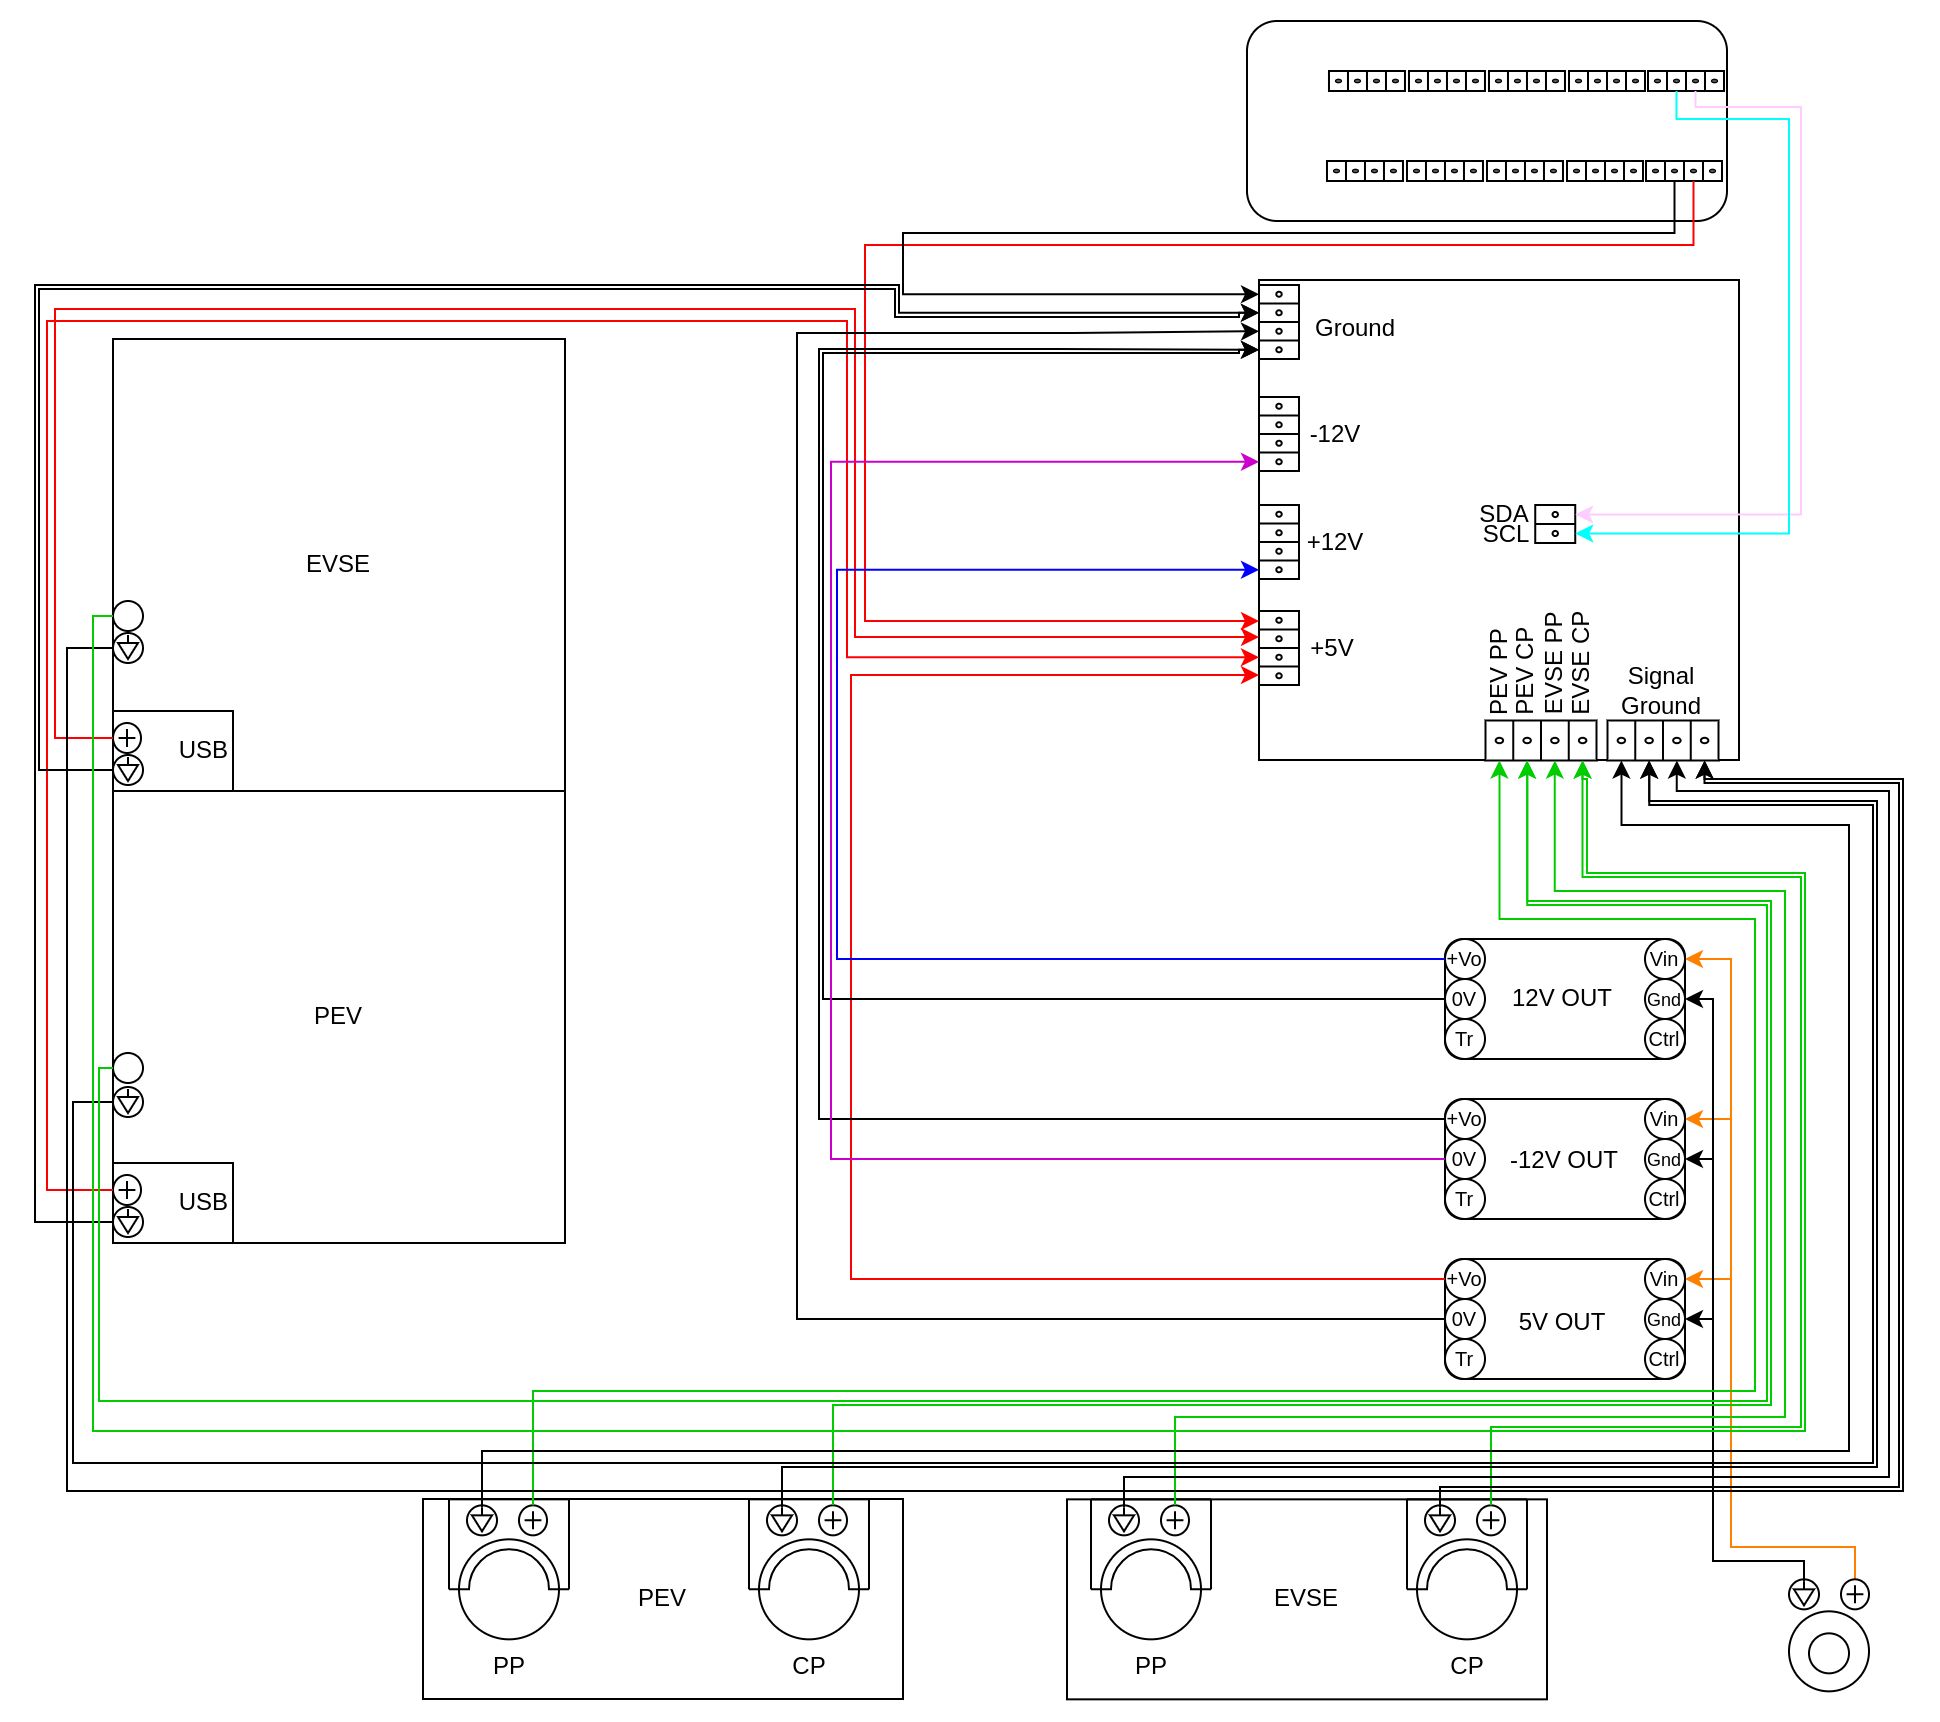 Ground
-12V
SDA
SCL
+12V
EVSE
+5V
PEV PP
PEV CP
EVSE PP
EVSE CP
Signal
Ground
USB
+Vo
0V
Tr
12V OUT
Vin
Gnd
Ctrl
PEV
+Vo
0V
Tr
-12V OUT
Vin
Gnd
Ctrl
USB
+Vo
0V
Tr
5V OUT
Vin
Gnd
Ctrl
PEV
PP
CP
EVSE
PP
CP